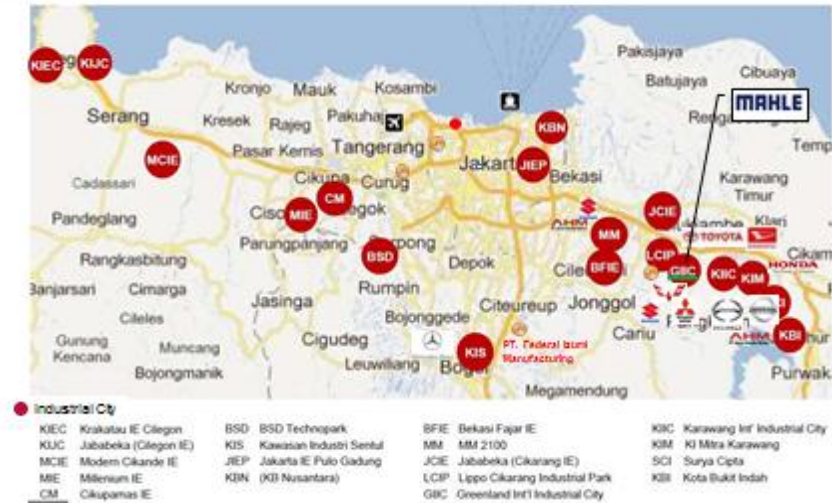 Pakisjaya
Cibuaya
KIEC
KIJC
Kronjo
Mauk
Kosambi
Batujaya
MAHLE
Serang
Kresek
Rajeg
Pakuhaj
KBN
Pasar Kemis
Tangerang
Jakart
JIEP
Temp
MCIE
Cikupa
Curug
Bekasi
Karawang
Timur
Cadassari
CM
egok
JCIE
Klari
Pandeglang
MIE
AHM
MM
TOYOTA
Parungpanjang
Cikam
Rangkasbitung
BSD
Depok
BFIE
LCIP
GIIC
KIIC
KIM
HONDA
Banjarsari
Cimarga
Rumpin
Jonggol
Jasinga
Citeureup
Cileles
Bojonggede
Cariu
AHM
KBI
Gunung
Kencana
Muncang
Cigudeg
KIS
PT. Federal Izumi
Manufacturing
Bojongmanik
Leuwiliang
Purwaka
Megamendung
Industrial City
KIEC Krakatau IE Cilegon
KIJC Jababeka (Cilegon IE)
MCIE Modern Cikande IE
MIE Millenium IE
CM Cikupamas IE
BSD BSD Technopark
KIS Kawasan Industri Sentul
JIEP Jakarta IE Pulo Gadung
KBN (KB Nusantara)
BFIE Bekasi Fajar IE
MM MM 2100
JCIE Jababeka (Cikarang IE)
LCIP Lippo Cikarang Industrial Park
GIIC Greenland Int'l Industrial City
KIIC Karawang Int' Industrial City
KIM KI Mitra Karawang
SCI Surya Cipta
KBI Kota Bukit Indah